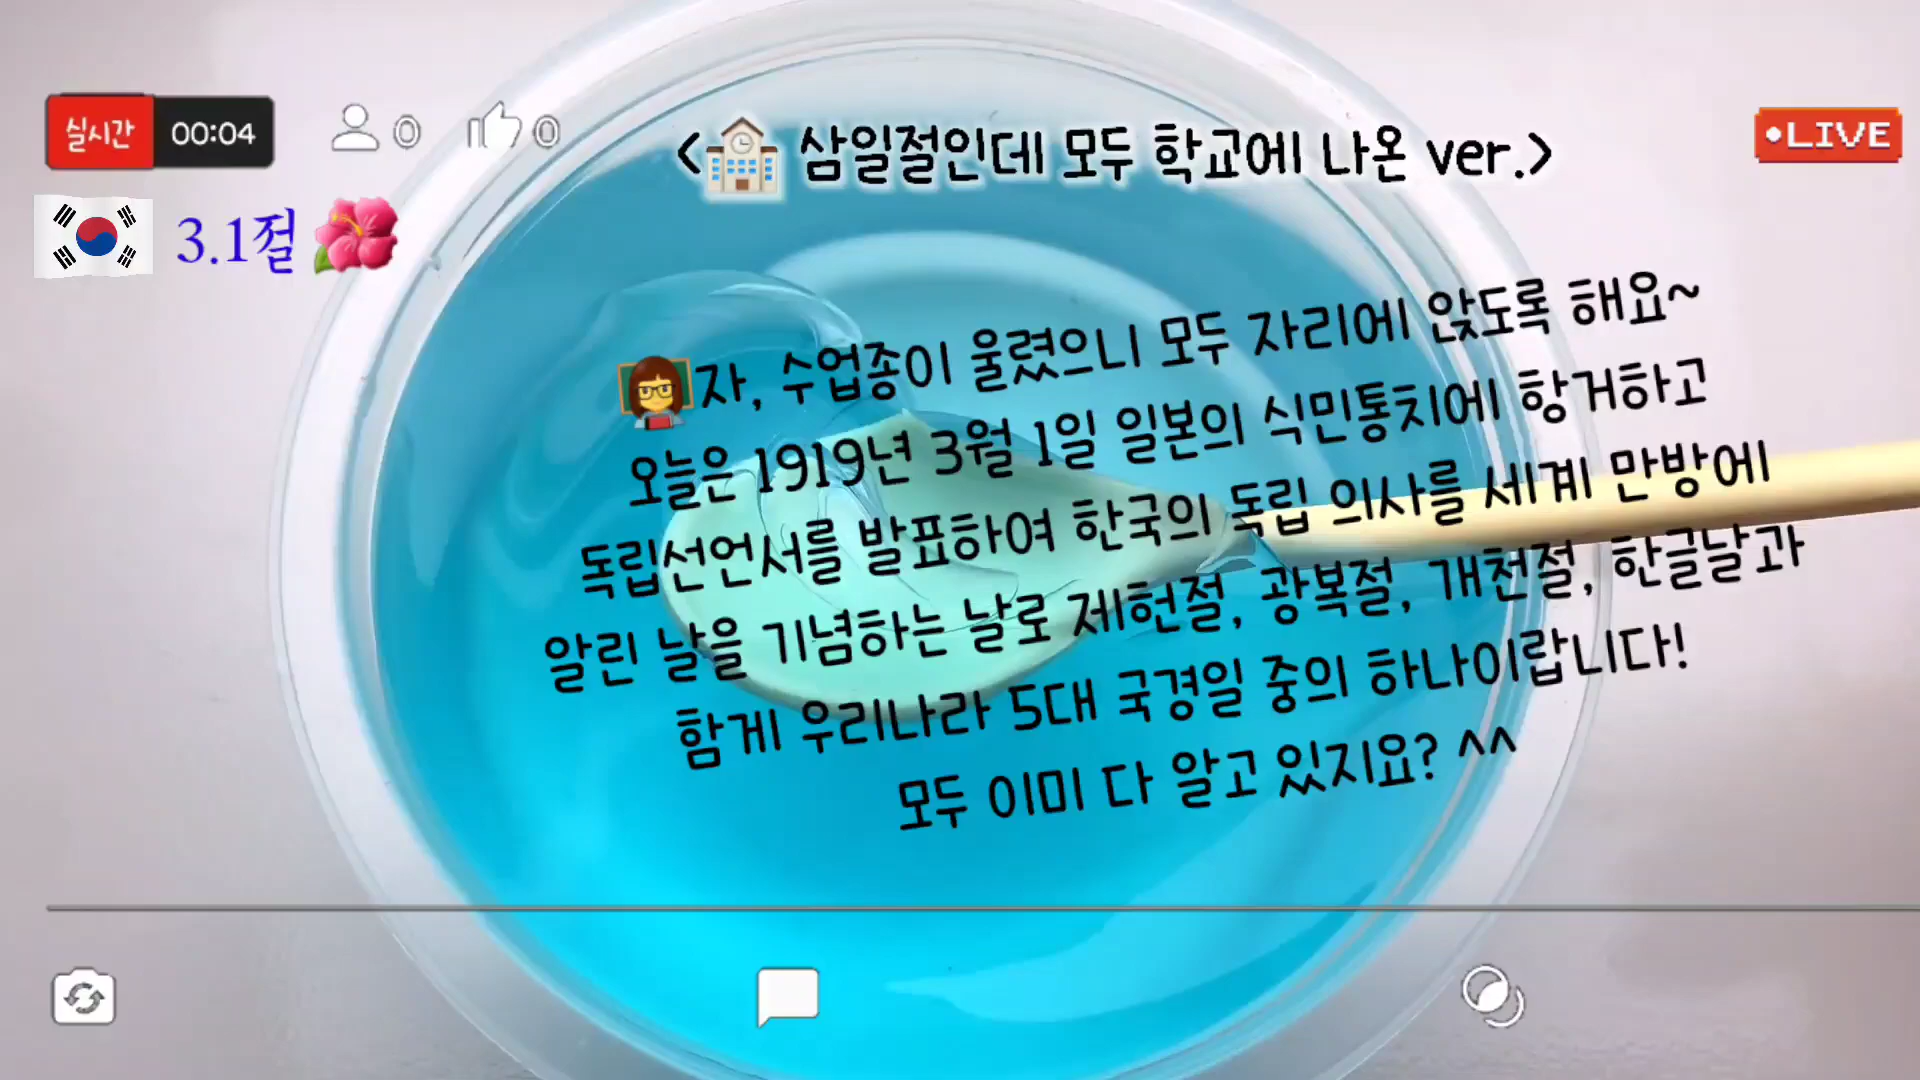 실시간 00:04 0 0
LIVE
<삼일절인데 모두 학교에 나온 ver.>
3.1절
자, 수업종이 울렸으니 모두 자리에 앉도록 해요~
오늘은 1919년 3월 1일 일본의 식민통치에 항거하고
독립선언서를 발표하여 한국의 독립 의사를 세계 만방에
알린 날을 기념하는 날로 제헌절, 광복절, 개천절, 한글날과
함게 우리나라 5대 국경일 중의 하나이랍니다!
모두 이미 다 알고 있지요? ^^